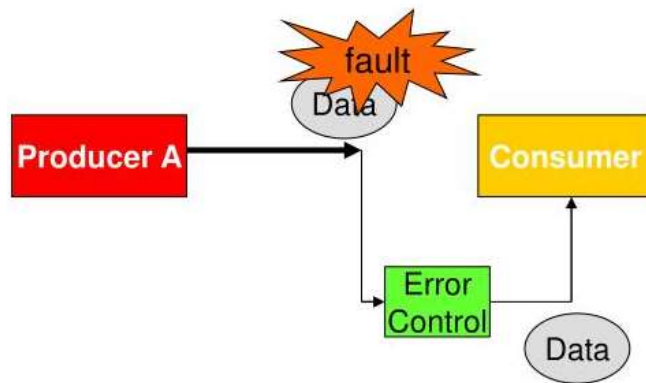 fault
Data
Producer A
Consumer
Error
Control
Data